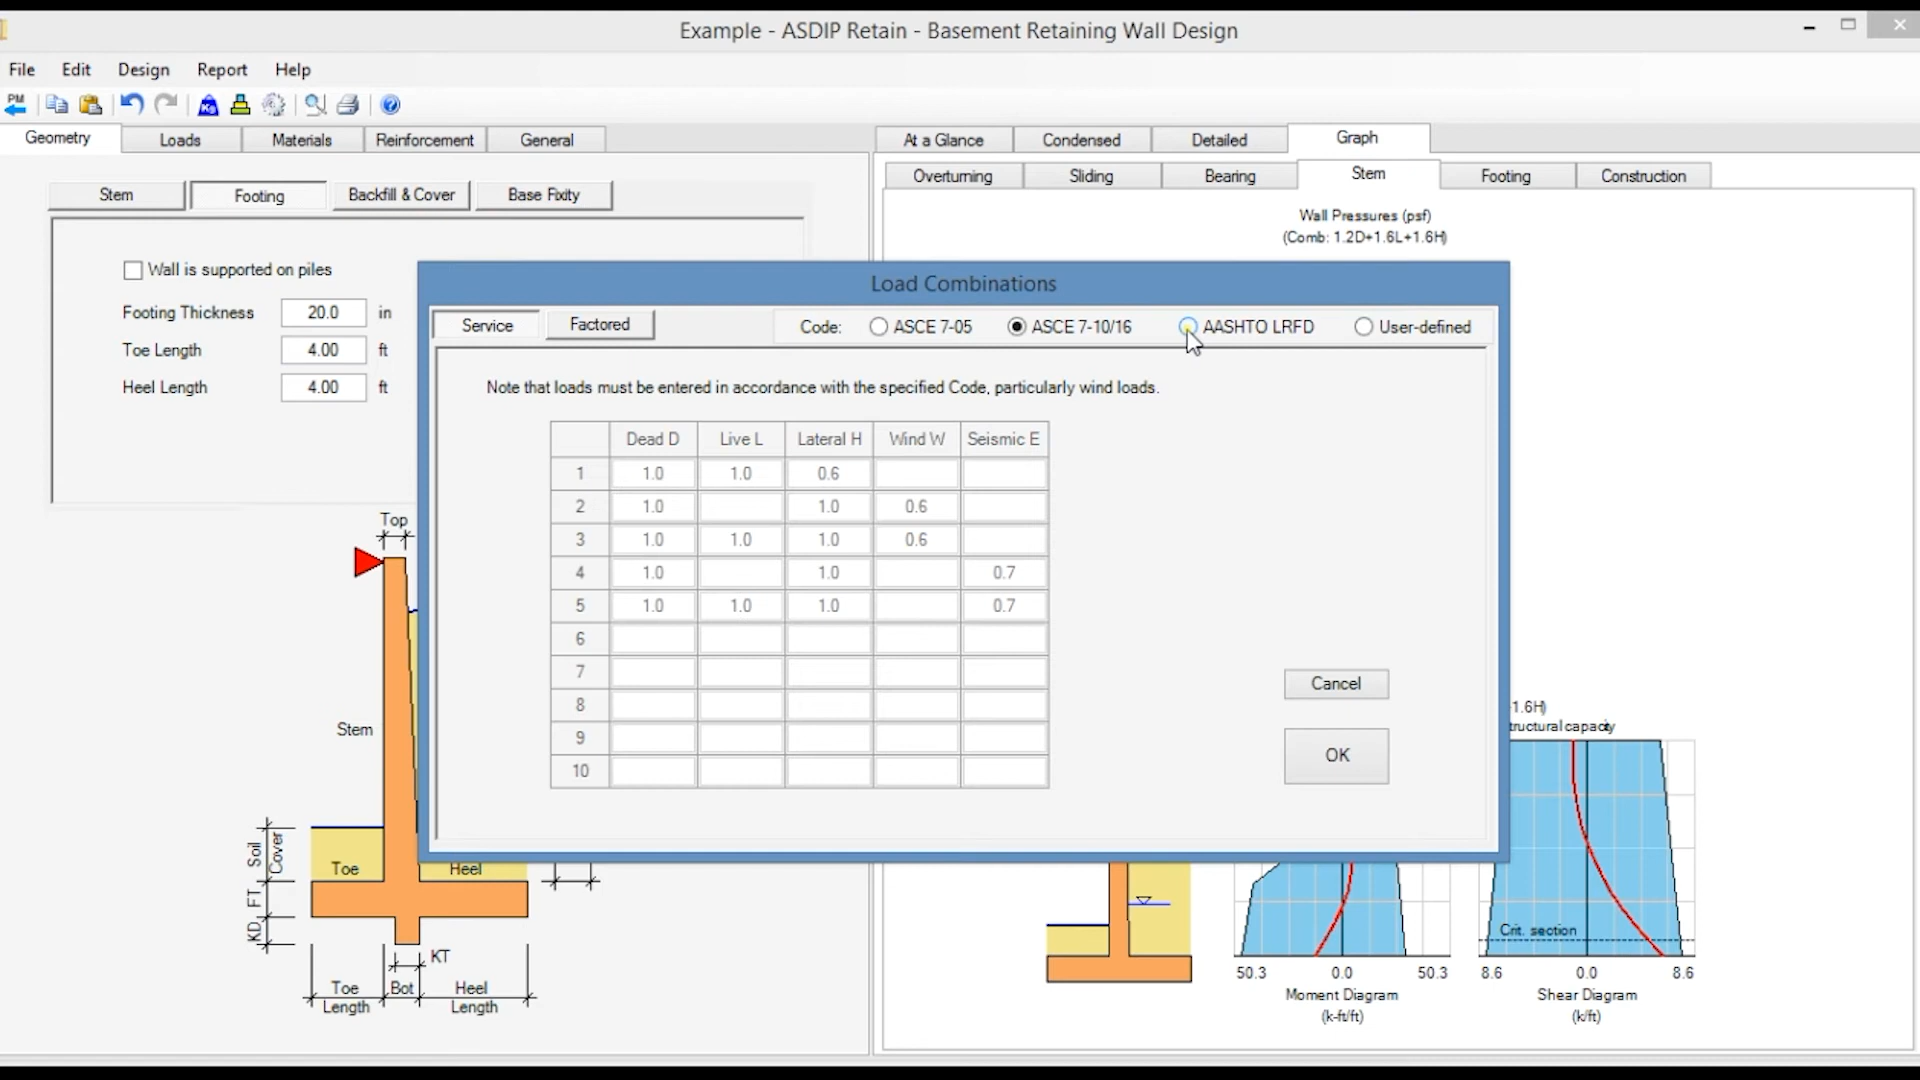 Example - ASDIP Retain - Basement Retaining Wall Design
File Edit Design Report Help
Geometry Loads Materials Reinforcement General
At a Glance Condensed Detailed Graph
Stem Footing Backfill & Cover Base Fixity
Overturning Sliding Bearing Stem Footing Construction
Wall is supported on piles
Footing Thickness 20.0 in
Toe Length 4.00 ft
Heel Length 4.00 ft
Wall Pressures (psf)
(Comb: 1.2D+1.6L+1.6H)
Load Combinations
Service Factored Code: ASCE 7-05 ASCE 7-10/16 AASHTO LRFD User-defined
Note that loads must be entered in accordance with the specified Code, particularly wind loads.
Dead D Live L Lateral H Wind W Seismic E
1 1.0 1.0 0.6
2 1.0 1.0 0.6
3 1.0 1.0 1.0 0.6
4 1.0 1.0 0.7
5 1.0 1.0 1.0 0.7
6
7
8
9
10
Cancel
OK
Top
Stem
Soil Cover
Toe Heel
FT
KD
KT
Toe Length Bot Heel Length
1.6H)
tructural capacity
Crit. section
50.3 0.0 50.3
Moment Diagram
(k-ft/ft)
8.6 0.0 8.6
Shear Diagram
(k/ft)